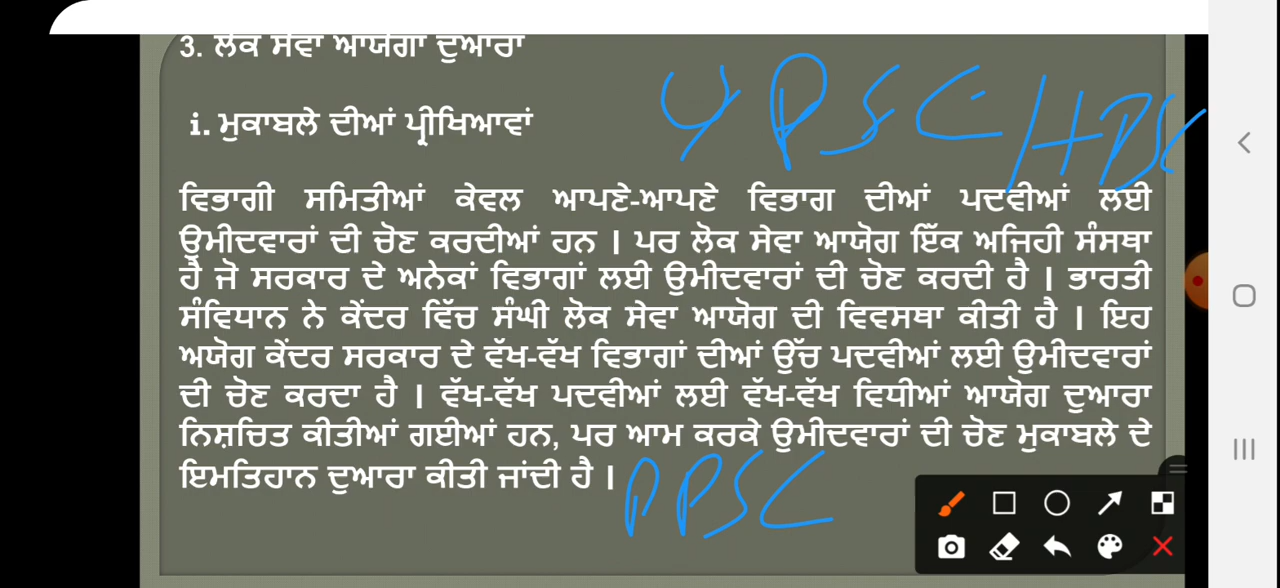 3. ਲੋਕ ਸੇਵਾ ਆਯੋਗਾਂ ਦੁਆਰਾ
YPSC/HPSC
i. ਮੁਕਾਬਲੇ ਦੀਆਂ ਪ੍ਰੀਖਿਆਵਾਂ
ਵਿਭਾਗੀ ਸਮਿਤੀਆਂ ਕੇਵਲ ਆਪਣੇ-ਆਪਣੇ ਵਿਭਾਗ ਦੀਆਂ ਪਦਵੀਆਂ ਲਈ
ਉਮੀਦਵਾਰਾਂ ਦੀ ਚੋਣ ਕਰਦੀਆਂ ਹਨ । ਪਰ ਲੋਕ ਸੇਵਾ ਆਯੋਗ ਇੱਕ ਅਜਿਹੀ ਸੰਸਥਾ
ਹੈ ਜੋ ਸਰਕਾਰ ਦੇ ਅਨੇਕਾਂ ਵਿਭਾਗਾਂ ਲਈ ਉਮੀਦਵਾਰਾਂ ਦੀ ਚੋਣ ਕਰਦੀ ਹੈ । ਭਾਰਤੀ
ਸੰਵਿਧਾਨ ਨੇ ਕੇਂਦਰ ਵਿੱਚ ਸੰਘੀ ਲੋਕ ਸੇਵਾ ਆਯੋਗ ਦੀ ਵਿਵਸਥਾ ਕੀਤੀ ਹੈ । ਇਹ
ਅਯੋਗ ਕੇਂਦਰ ਸਰਕਾਰ ਦੇ ਵੱਖ-ਵੱਖ ਵਿਭਾਗਾਂ ਦੀਆਂ ਉੱਚ ਪਦਵੀਆਂ ਲਈ ਉਮੀਦਵਾਰਾਂ
ਦੀ ਚੋਣ ਕਰਦਾ ਹੈ । ਵੱਖ-ਵੱਖ ਪਦਵੀਆਂ ਲਈ ਵੱਖ-ਵੱਖ ਵਿਧੀਆਂ ਆਯੋਗ ਦੁਆਰਾ
ਨਿਸ਼ਚਿਤ ਕੀਤੀਆਂ ਗਈਆਂ ਹਨ, ਪਰ ਆਮ ਕਰਕੇ ਉਮੀਦਵਾਰਾਂ ਦੀ ਚੋਣ ਮੁਕਾਬਲੇ ਦੇ
ਇਮਤਿਹਾਨ ਦੁਆਰਾ ਕੀਤੀ ਜਾਂਦੀ ਹੈ ।
PPSC